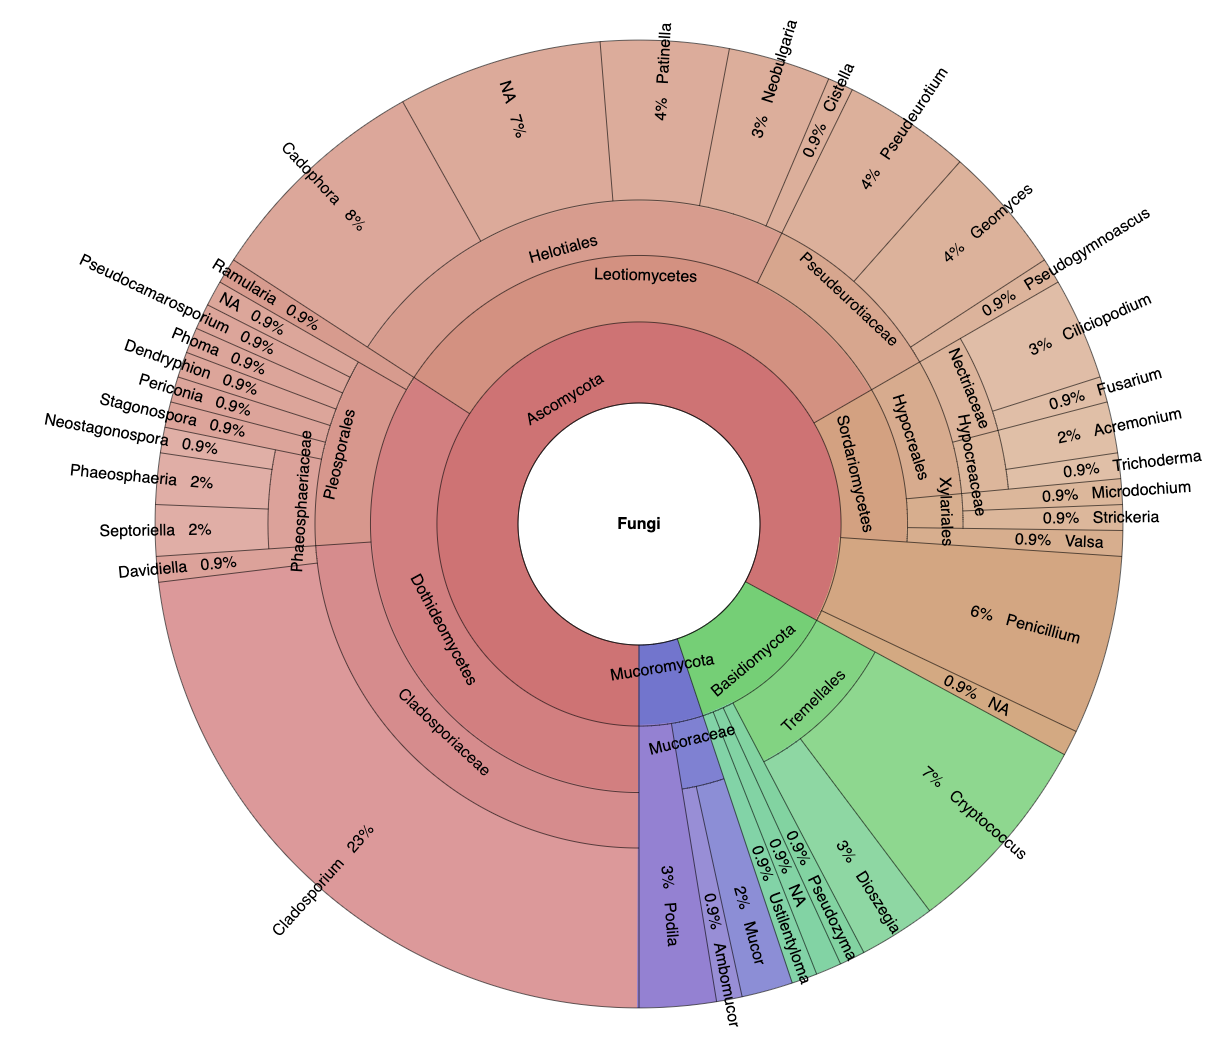 Fungi
Ascomycota
Leotiomycetes
Helotiales
Cadophora 8%
NA 7%
4% Patinella
3% Neobulgaria
0.9% Cistella
Pseudeurotiaceae
4% Pseudeurotium
4% Geomyces
0.9% Pseudogymnoascus
Sordariomycetes
Hypocreales
Nectriaceae
3% Ciliciopodium
0.9% Fusarium
Hypocreaceae
2% Acremonium
0.9% Trichoderma
Xylariales
0.9% Microdochium
0.9% Strickeria
0.9% Valsa
6% Penicillium
0.9% NA
Basidiomycota
Tremellales
7% Cryptococcus
3% Dioszegia
0.9% Pseudozyma
0.9% NA
0.9% Ustilentyloma
Mucoromycota
Mucoraceae
2% Mucor
0.9% Ambomucor
3% Podila
Dothideomycetes
Cladosporiaceae
Cladosporium 23%
Davidiella 0.9%
Pleosporales
Phaeosphaeriaceae
Septoriella 2%
Phaeosphaeria 2%
Neostagonospora 0.9%
Stagonospora 0.9%
Periconia 0.9%
Dendryphion 0.9%
Phoma 0.9%
Pseudocamarosporium 0.9%
NA 0.9%
Ramularia 0.9%